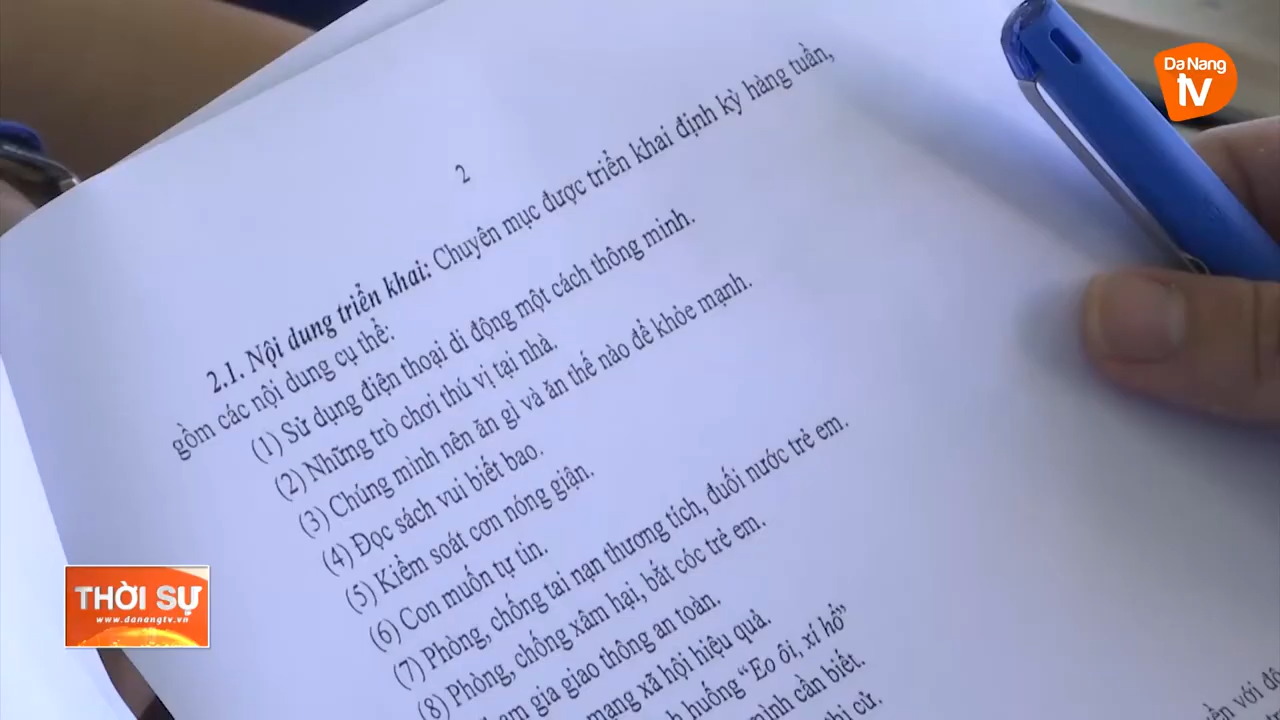 Da Nang
tv
2
2.1. Nội dung triển khai: Chuyên mục được triển khai định kỳ hàng tuần,
gồm các nội dung cụ thể:
(1) Sử dụng điện thoại di động một cách thông minh.
(2) Những trò chơi thú vị tại nhà.
(3) Chúng mình nên ăn gì và ăn thế nào để khỏe mạnh.
(4) Đọc sách vui biết bao.
(5) Kiểm soát cơn nóng giận.
(6) Con muốn tự tin.
(7) Phòng, chống tai nạn thương tích, đuối nước trẻ em.
(8) Phòng, chống xâm hại, bắt cóc trẻ em.
gia giao thông an toàn.
mạng xã hội hiệu quả.
huống "Eo ôi, xí hổ"
mình cần biết.
thi cử.
với
THỜI SỰ
www.danangtv.vn